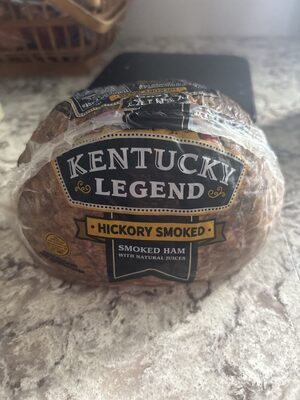 KENTUCKY
LEGEND
HICKORY SMOKED
SMOKED HAM
WITH NATURAL JUICES